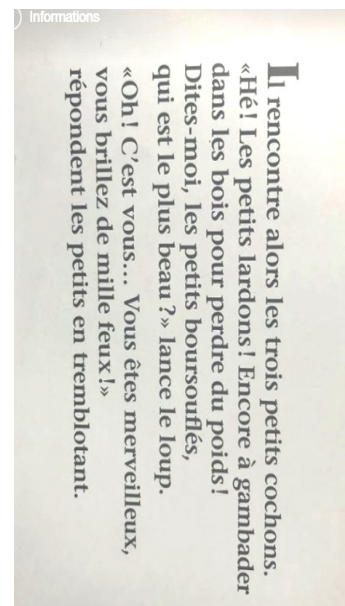 Informations
Il rencontre alors les trois petits cochons.
«Hé! Les petits lardons! Encore à gambader
dans les bois pour perdre du poids!
Dites-moi, les petits boursouflés,
qui est le plus beau?» lance le loup.
«Oh! C'est vous... Vous êtes merveilleux,
vous brillez de mille feux!»
répondent les petits en tremblotant.